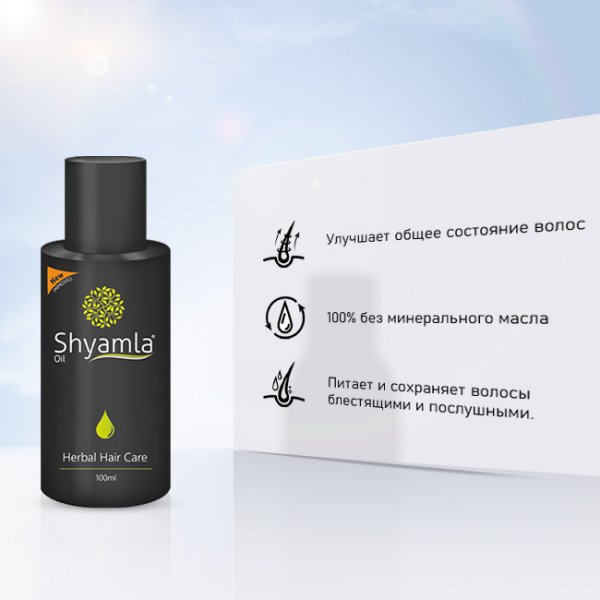 New
IMPROVED
Shyamla®
Oil
Herbal Hair Care
100ml
Улучшает общее состояние волос
100% без минерального масла
Питает и сохраняет волосы
блестящими и послушными.